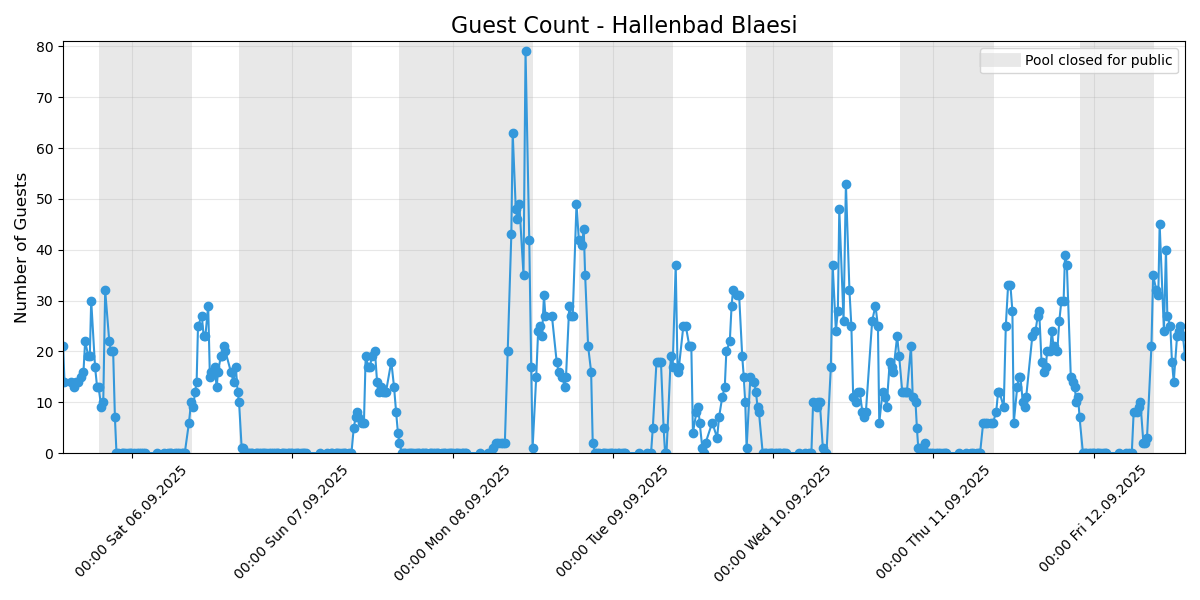 Guest Count - Hallenbad Blaesi
Pool closed for public
Number of Guests
80
70
60
50
40
30
20
10
0
00:00 Sat 06.09.2025
00:00 Sun 07.09.2025
00:00 Mon 08.09.2025
00:00 Tue 09.09.2025
00:00 Wed 10.09.2025
00:00 Thu 11.09.2025
00:00 Fri 12.09.2025